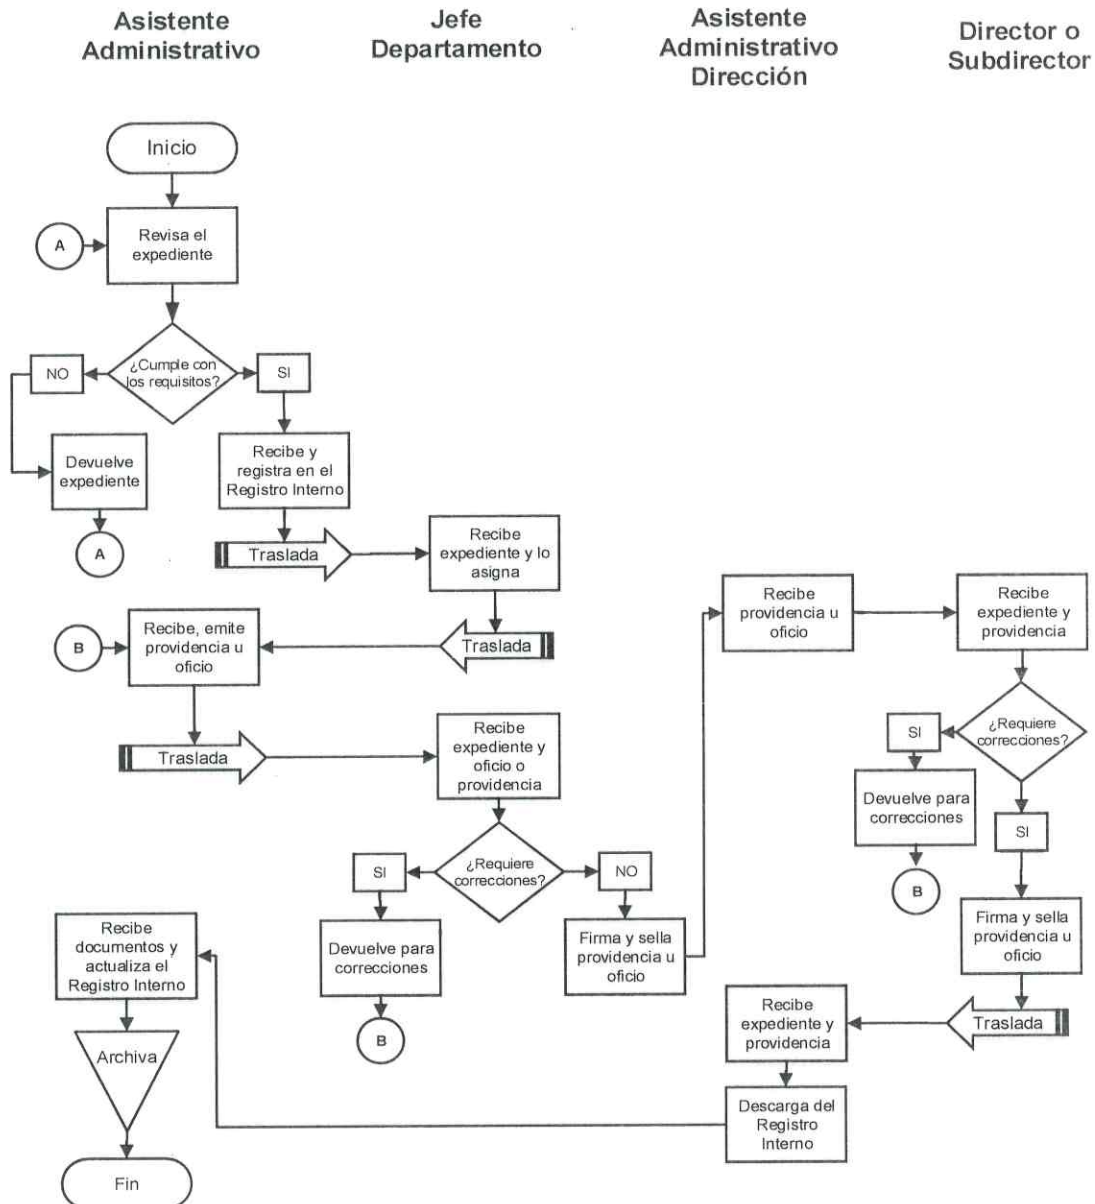 Asistente
Administrativo
Jefe
Departamento
Asistente
Administrativo
Dirección
Director o
Subdirector
Inicio
A
Revisa el
expediente
¿Cumple con
los requisitos?
NO
SI
Devuelve
expediente
A
Recibe y
registra en el
Registro Interno
Traslada
Recibe
expediente y lo
asigna
Traslada
B
Recibe, emite
providencia u
oficio
Traslada
Recibe
expediente y
oficio o
providencia
¿Requiere
correcciones?
SI
NO
Devuelve para
correcciones
B
Firma y sella
providencia u
oficio
Recibe
providencia u
oficio
Recibe
expediente y
providencia
¿Requiere
correcciones?
SI
Devuelve para
correcciones
B
SI
Firma y sella
providencia u
oficio
Traslada
Recibe
expediente y
providencia
Descarga del
Registro
Interno
Recibe
documentos y
actualiza el
Registro Interno
Archiva
Fin